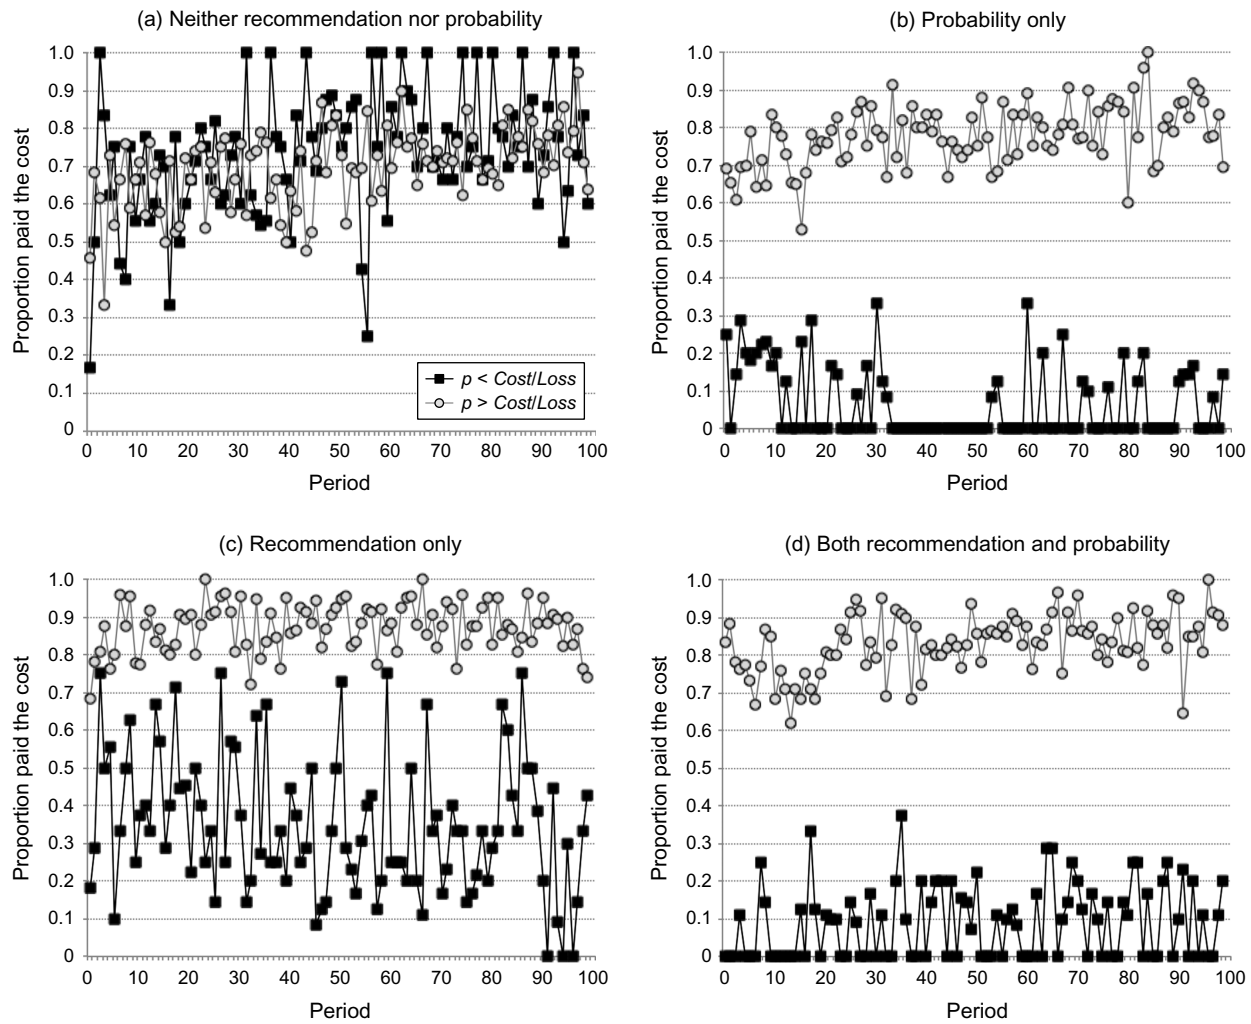 (a) Neither recommendation nor probability
Proportion paid the cost
1.0
0.9
0.8
0.7
0.6
0.5
0.4
0.3
0.2
0.1
0
p < Cost/Loss
p > Cost/Loss
0 10 20 30 40 50 60 70 80 90 100
Period
(b) Probability only
Proportion paid the cost
1.0
0.9
0.8
0.7
0.6
0.5
0.4
0.3
0.2
0.1
0
0 10 20 30 40 50 60 70 80 90 100
Period
(c) Recommendation only
Proportion paid the cost
1.0
0.9
0.8
0.7
0.6
0.5
0.4
0.3
0.2
0.1
0
0 10 20 30 40 50 60 70 80 90 100
Period
(d) Both recommendation and probability
Proportion paid the cost
1.0
0.9
0.8
0.7
0.6
0.5
0.4
0.3
0.2
0.1
0
0 10 20 30 40 50 60 70 80 90 100
Period